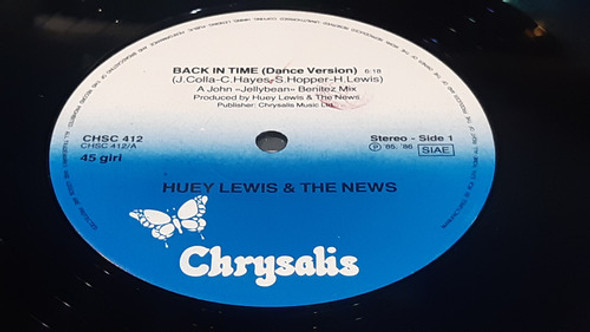 BACK IN TIME (Dance Version) 6:18
(J.Colla-C.Hayes-S.Hopper-H.Lewis)
A John «Jellybean» Benitez Mix
Produced by Huey Lewis & The News
Publisher: Chrysalis Music Ltd.
CHSC 412
CHSC 412/A
45 giri
Stereo - Side 1
Ⓟ '85, '86 SIAE
HUEY LEWIS & THE NEWS
Chrysalis